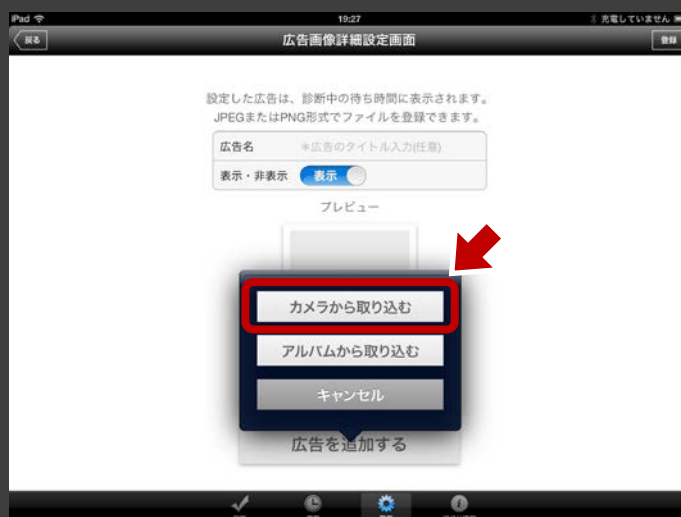 iPad
19:27
充電していません
戻る
広告画像詳細設定画面
登録
設定した広告は、診断中の待ち時間に表示されます。
JPEGまたはPNG形式でファイルを登録できます。
広告名 *広告のタイトル入力(任意)
表示・非表示 表示
プレビュー
カメラから取り込む
アルバムから取り込む
キャンセル
広告を追加する